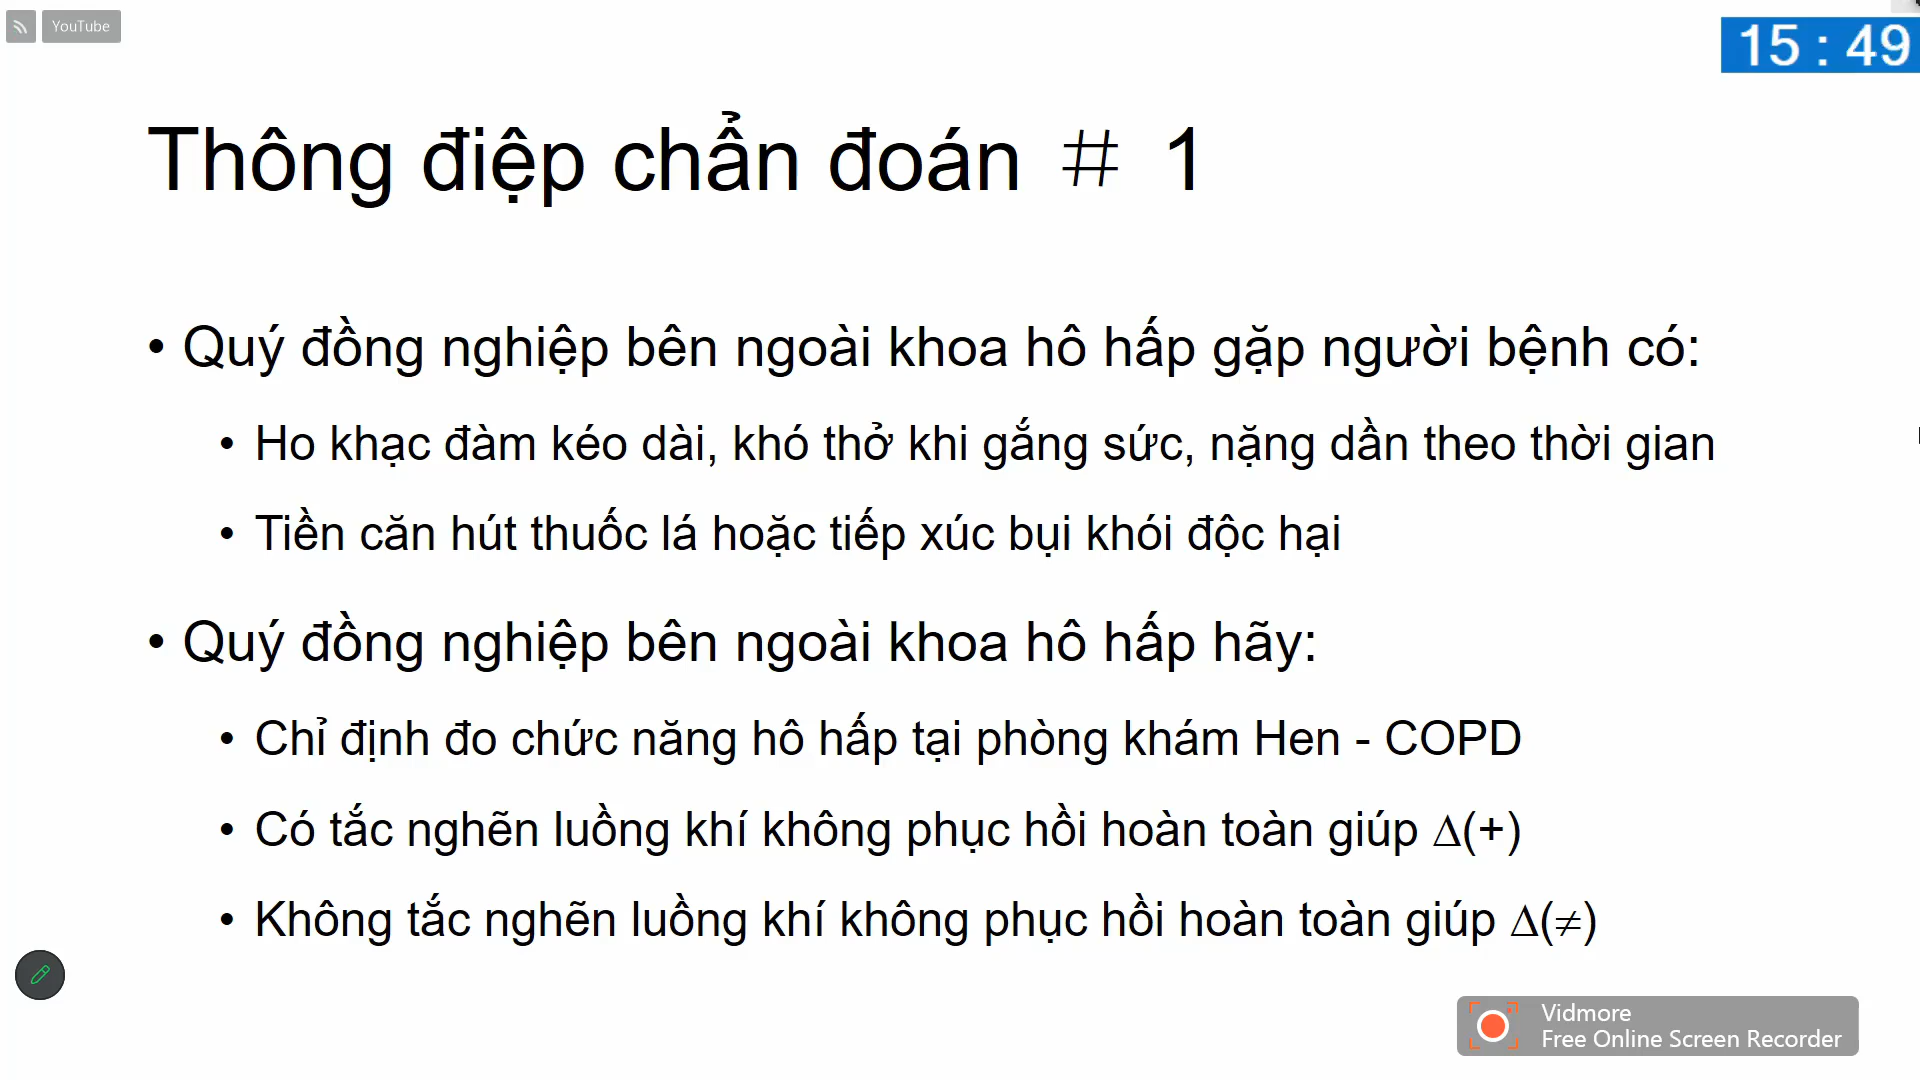 YouTube
15 : 49
Thông điệp chẩn đoán # 1
• Quý đồng nghiệp bên ngoài khoa hô hấp gặp người bệnh có:
• Ho khạc đàm kéo dài, khó thở khi gắng sức, nặng dần theo thời gian
• Tiền căn hút thuốc lá hoặc tiếp xúc bụi khói độc hại
• Quý đồng nghiệp bên ngoài khoa hô hấp hãy:
• Chỉ định đo chức năng hô hấp tại phòng khám Hen - COPD
• Có tắc nghẽn luồng khí không phục hồi hoàn toàn giúp Δ(+)
• Không tắc nghẽn luồng khí không phục hồi hoàn toàn giúp Δ(≠)
Vidmore
Free Online Screen Recorder